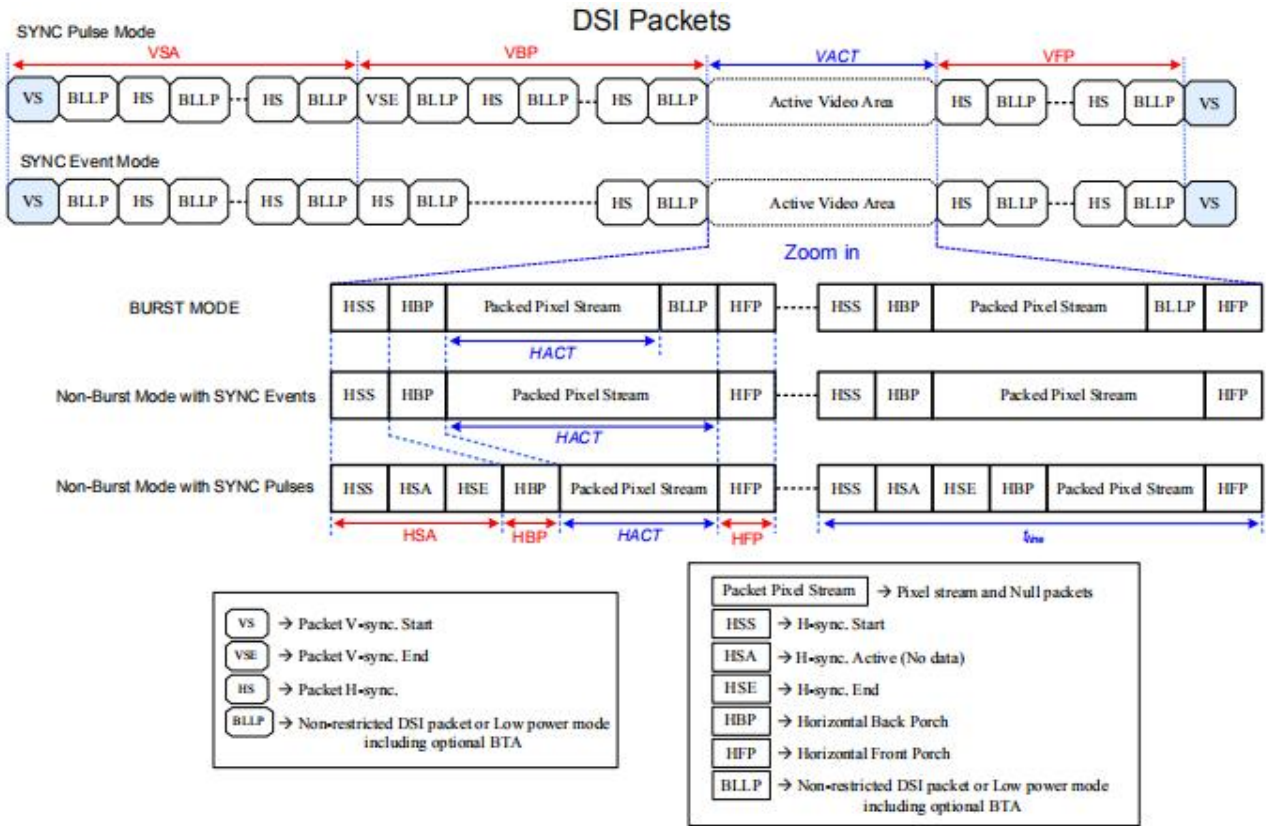 DSI Packets
SYNC Pulse Mode
VSA VBP VACT VFP
VS BLLP HS BLLP HS BLLP VSE BLLP HS BLLP HS BLLP Active Video Area HS BLLP HS BLLP VS
SYNC Event Mode
VS BLLP HS BLLP HS BLLP HS BLLP HS BLLP Active Video Area HS BLLP HS BLLP VS
Zoom in
BURST MODE HSS HBP Packed Pixel Stream BLLP HFP HSS HBP Packed Pixel Stream BLLP HFP
HACT
Non-Burst Mode with SYNC Events HSS HBP Packed Pixel Stream HFP HSS HBP Packed Pixel Stream HFP
HACT
Non-Burst Mode with SYNC Pulses HSS HSA HSE HBP Packed Pixel Stream HFP HSS HSA HSE HBP Packed Pixel Stream HFP
HSA HBP HACT HFP tline
VS → Packet V-sync. Start
VSE → Packet V-sync. End
HS → Packet H-sync.
BLLP → Non-restricted DSI packet or Low power mode
including optional BTA
Packet Pixel Stream → Pixel stream and Null packets
HSS → H-sync. Start
HSA → H-sync. Active (No data)
HSE → H-sync. End
HBP → Horizontal Back Porch
HFP → Horizontal Front Porch
BLLP → Non-restricted DSI packet or Low power mode
including optional BTA